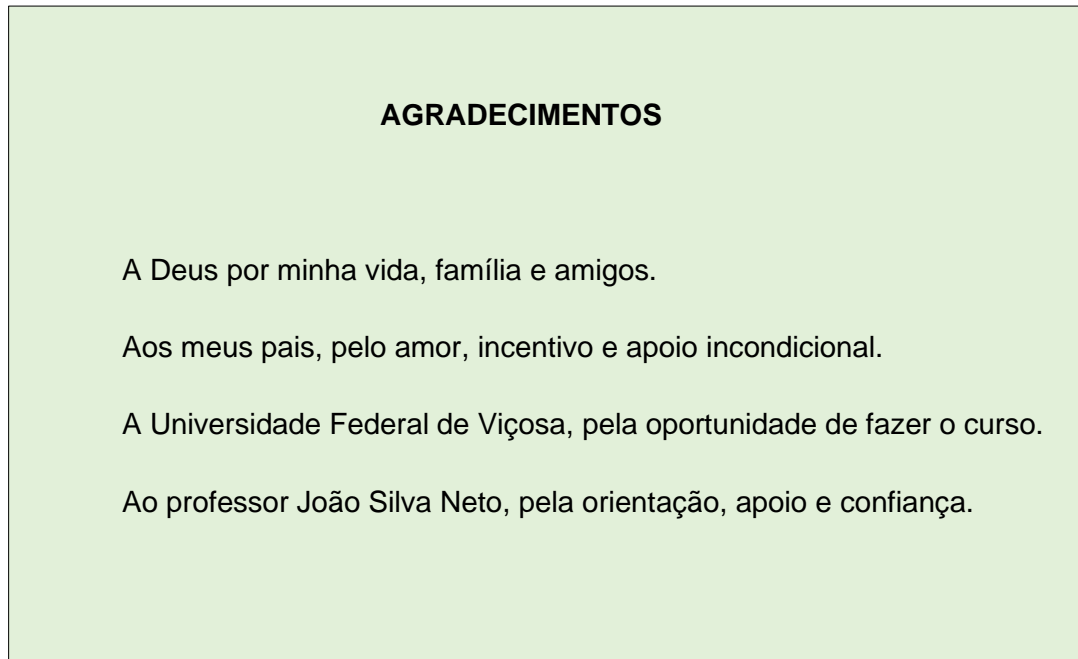 AGRADECIMENTOS
A Deus por minha vida, família e amigos.
Aos meus pais, pelo amor, incentivo e apoio incondicional.
A Universidade Federal de Viçosa, pela oportunidade de fazer o curso.
Ao professor João Silva Neto, pela orientação, apoio e confiança.